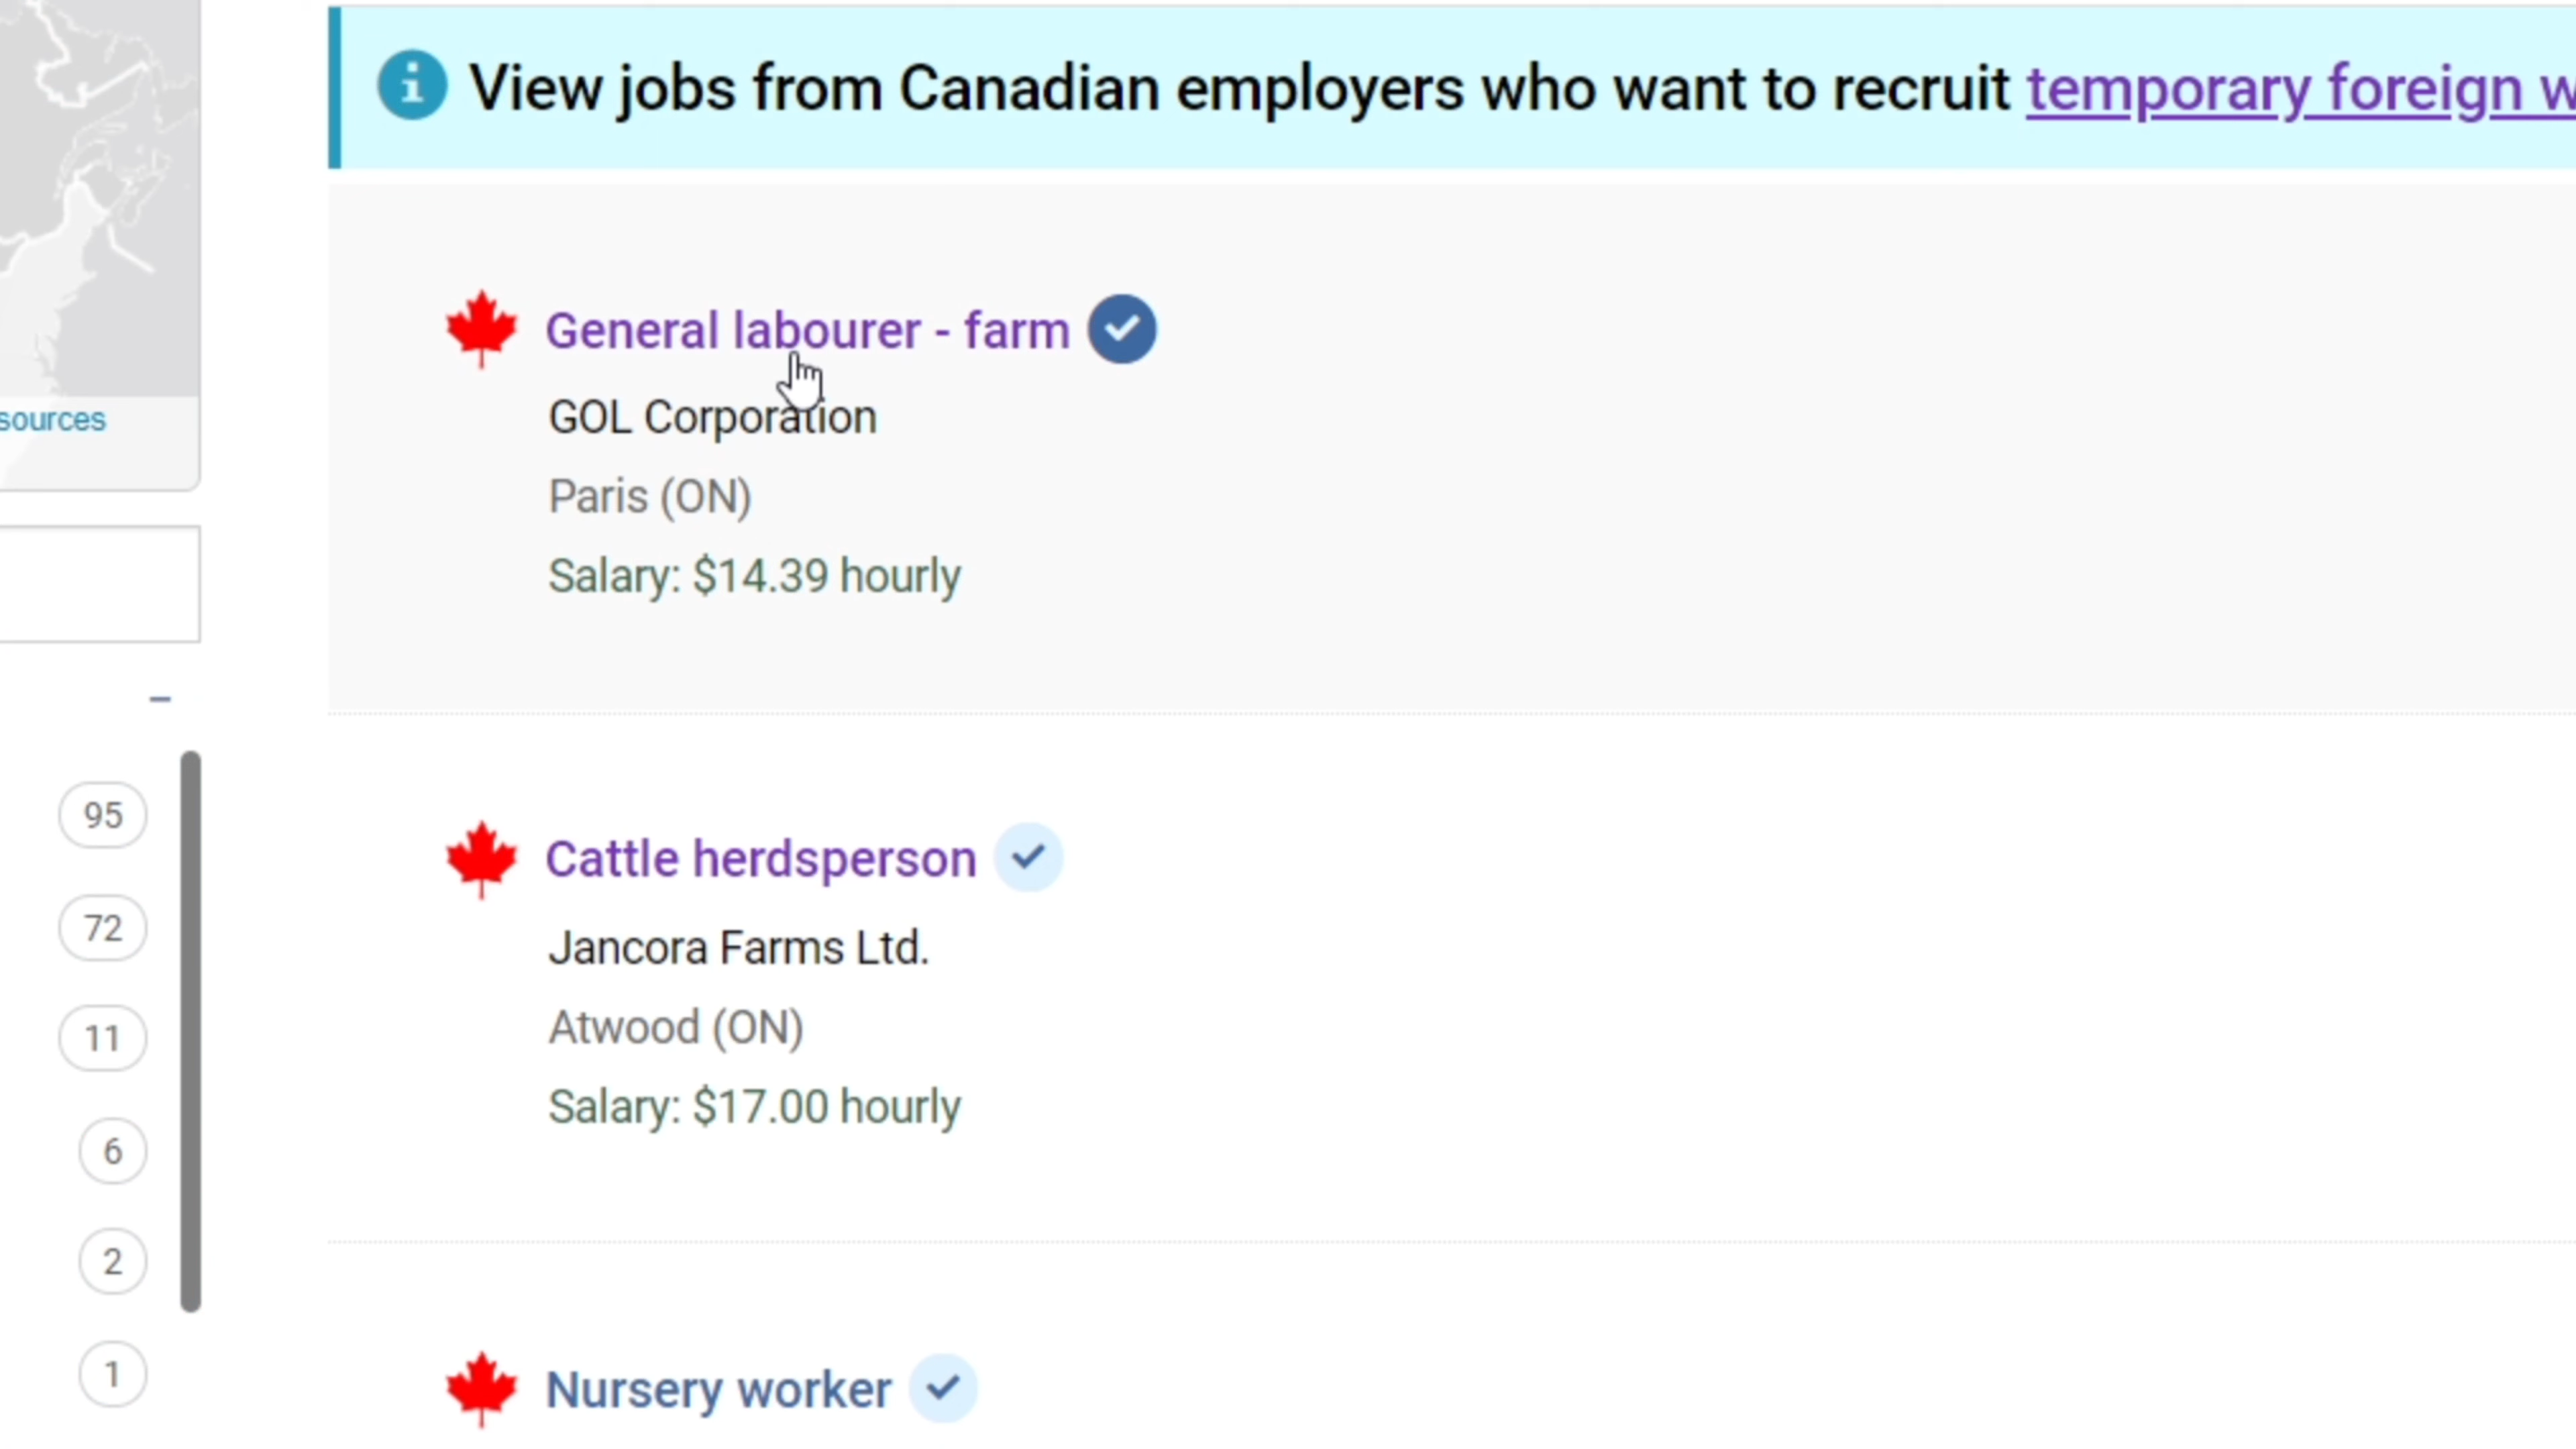 View jobs from Canadian employers who want to recruit temporary foreign
General labourer - farm
GOL Corporation
Paris (ON)
Salary: $14.39 hourly
sources
Cattle herdsperson
Jancora Farms Ltd.
Atwood (ON)
Salary: $17.00 hourly
95
72
11
6
2
1
Nursery worker